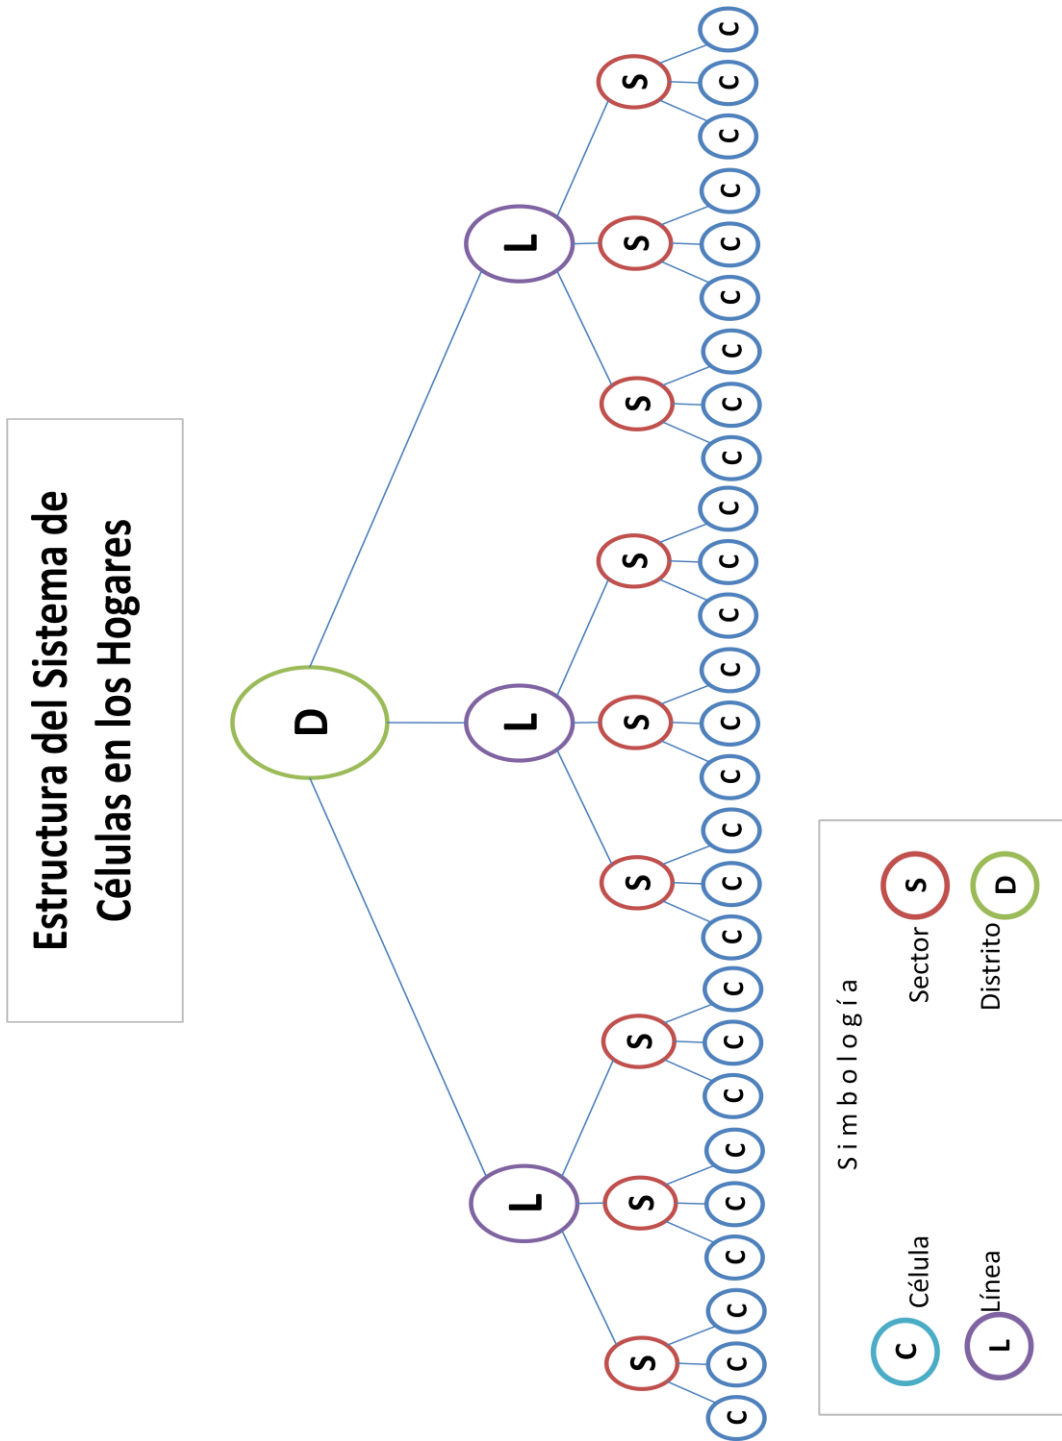 Estructura del Sistema de
Células en los Hogares
D
L L L
S S S S S S S S S
C C C C C C C C C C C C C C C C C C C C C C C C C C C
Simbología
C Célula Sector S
L Línea Distrito D